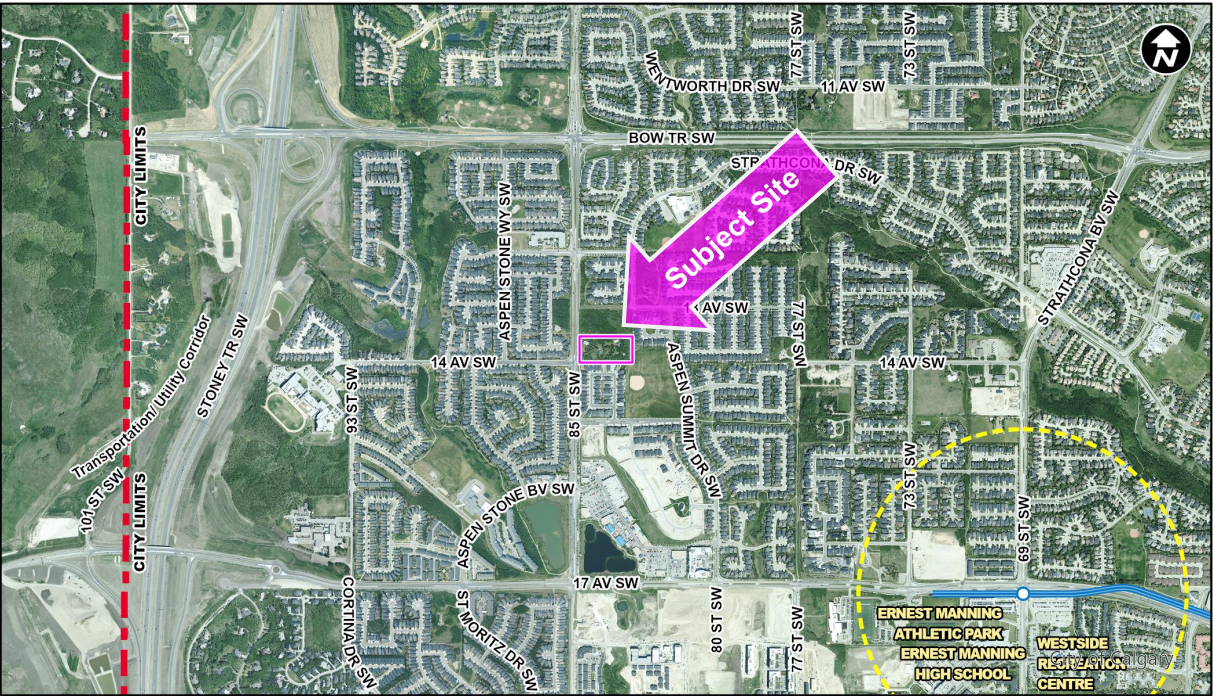 77 ST SW
73 ST SW
N
WENTWORTH DR SW
11 AV SW
BOW TR SW
CITY LIMITS
STRATHCONA DR SW
Subject Site
ASPEN STONE WY SW
STRATHCONA BV SW
AV SW
77 ST SW
STONEY TR SW
Transportation/ Utility Corridor
14 AV SW
14 AV SW
93 ST SW
85 ST SW
ASPEN SUMMIT DR SW
101 ST SW
CITY LIMITS
ASPEN STONE BV SW
73 ST SW
69 ST SW
17 AV SW
CORTINA DR SW
ST MORITZ DR SW
80 ST SW
77 ST SW
ERNEST MANNING
ATHLETIC PARK
ERNEST MANNING
HIGH SCHOOL
WESTSIDE
RECREATION
CENTRE
City of Calgary